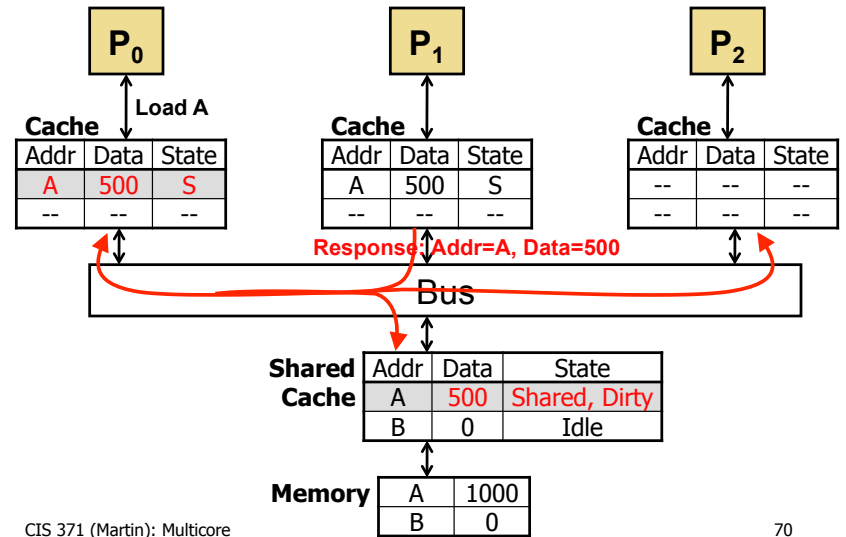 P0 P1 P2
Load A
Cache Cache Cache
Addr Data State Addr Data State Addr Data State
A 500 S A 500 S -- -- --
-- -- -- -- -- -- -- -- --
Response: Addr=A, Data=500
Bus
Shared Cache
Addr Data State
A 500 Shared, Dirty
B 0 Idle
Memory
A 1000
B 0
CIS 371 (Martin): Multicore 70